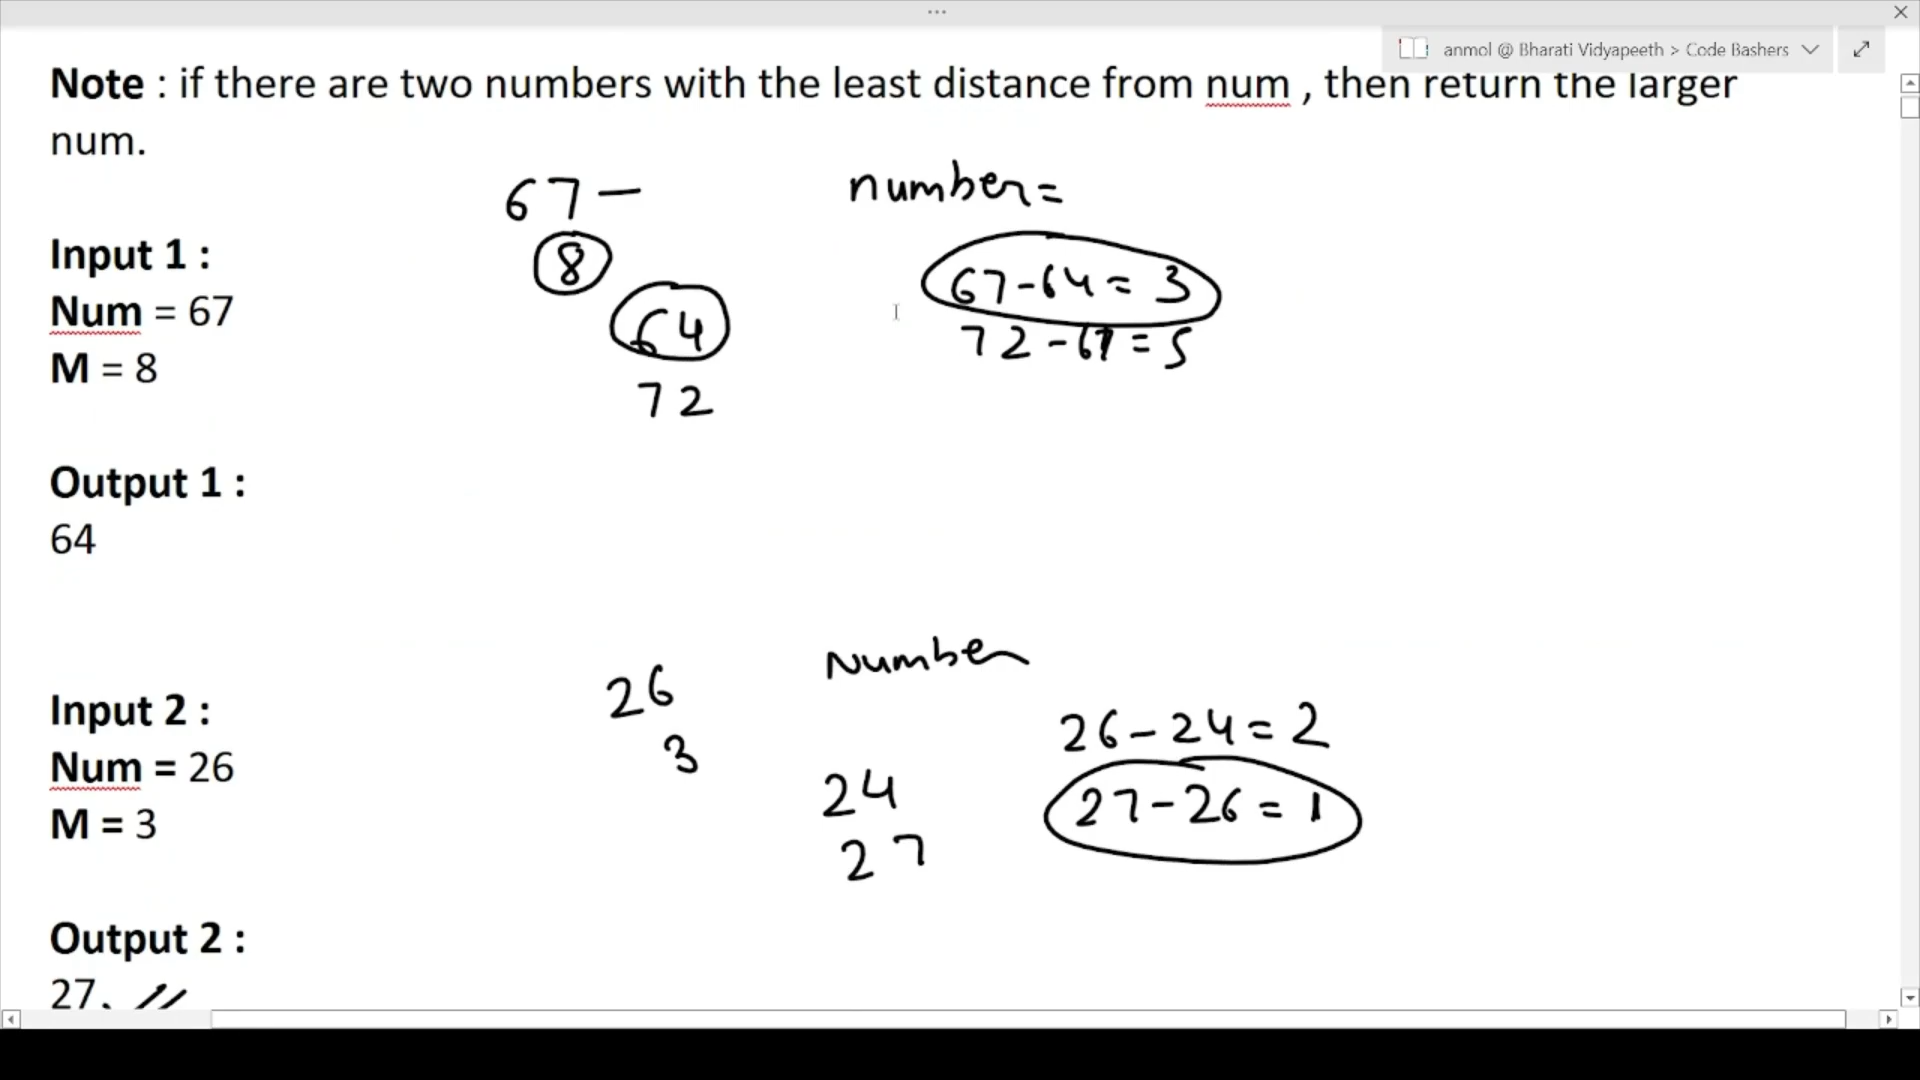 ...
anmol @ Bharati Vidyapeeth > Code Bashers
Note : if there are two numbers with the least distance from num , then return the larger
num.
67 —
number =
8
Input 1 :
67-64 = 3
Num = 67
64
72-67 = 5
M = 8
72
Output 1 :
64
Number
26
Input 2 :
26-24 = 2
3
Num = 26
24
27-26 = 1
M = 3
27
Output 2 :
27. //